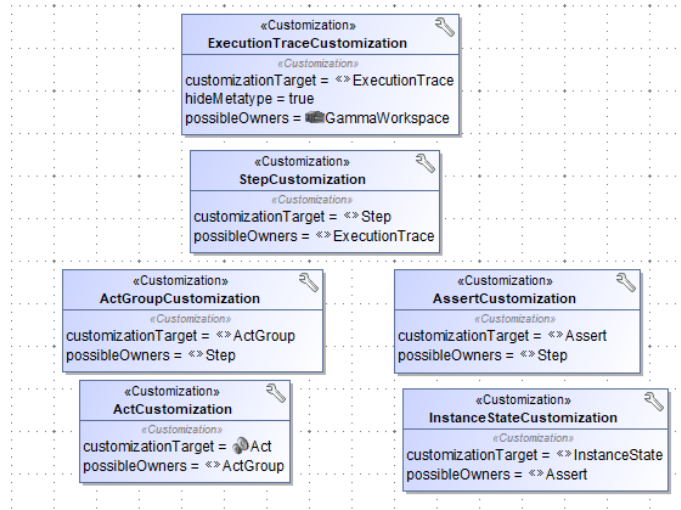 «Customization»
ExecutionTraceCustomization
«Customization»
customizationTarget = «»ExecutionTrace
hideMetatype = true
possibleOwners = GammaWorkspace
«Customization»
StepCustomization
«Customization»
customizationTarget = «»Step
possibleOwners = «»ExecutionTrace
«Customization»
ActGroupCustomization
«Customization»
customizationTarget = «»ActGroup
possibleOwners = «»Step
«Customization»
AssertCustomization
«Customization»
customizationTarget = «»Assert
possibleOwners = «»Step
«Customization»
ActCustomization
«Customization»
customizationTarget = Act
possibleOwners = «»ActGroup
«Customization»
InstanceStateCustomization
«Customization»
customizationTarget = «»InstanceState
possibleOwners = «»Assert